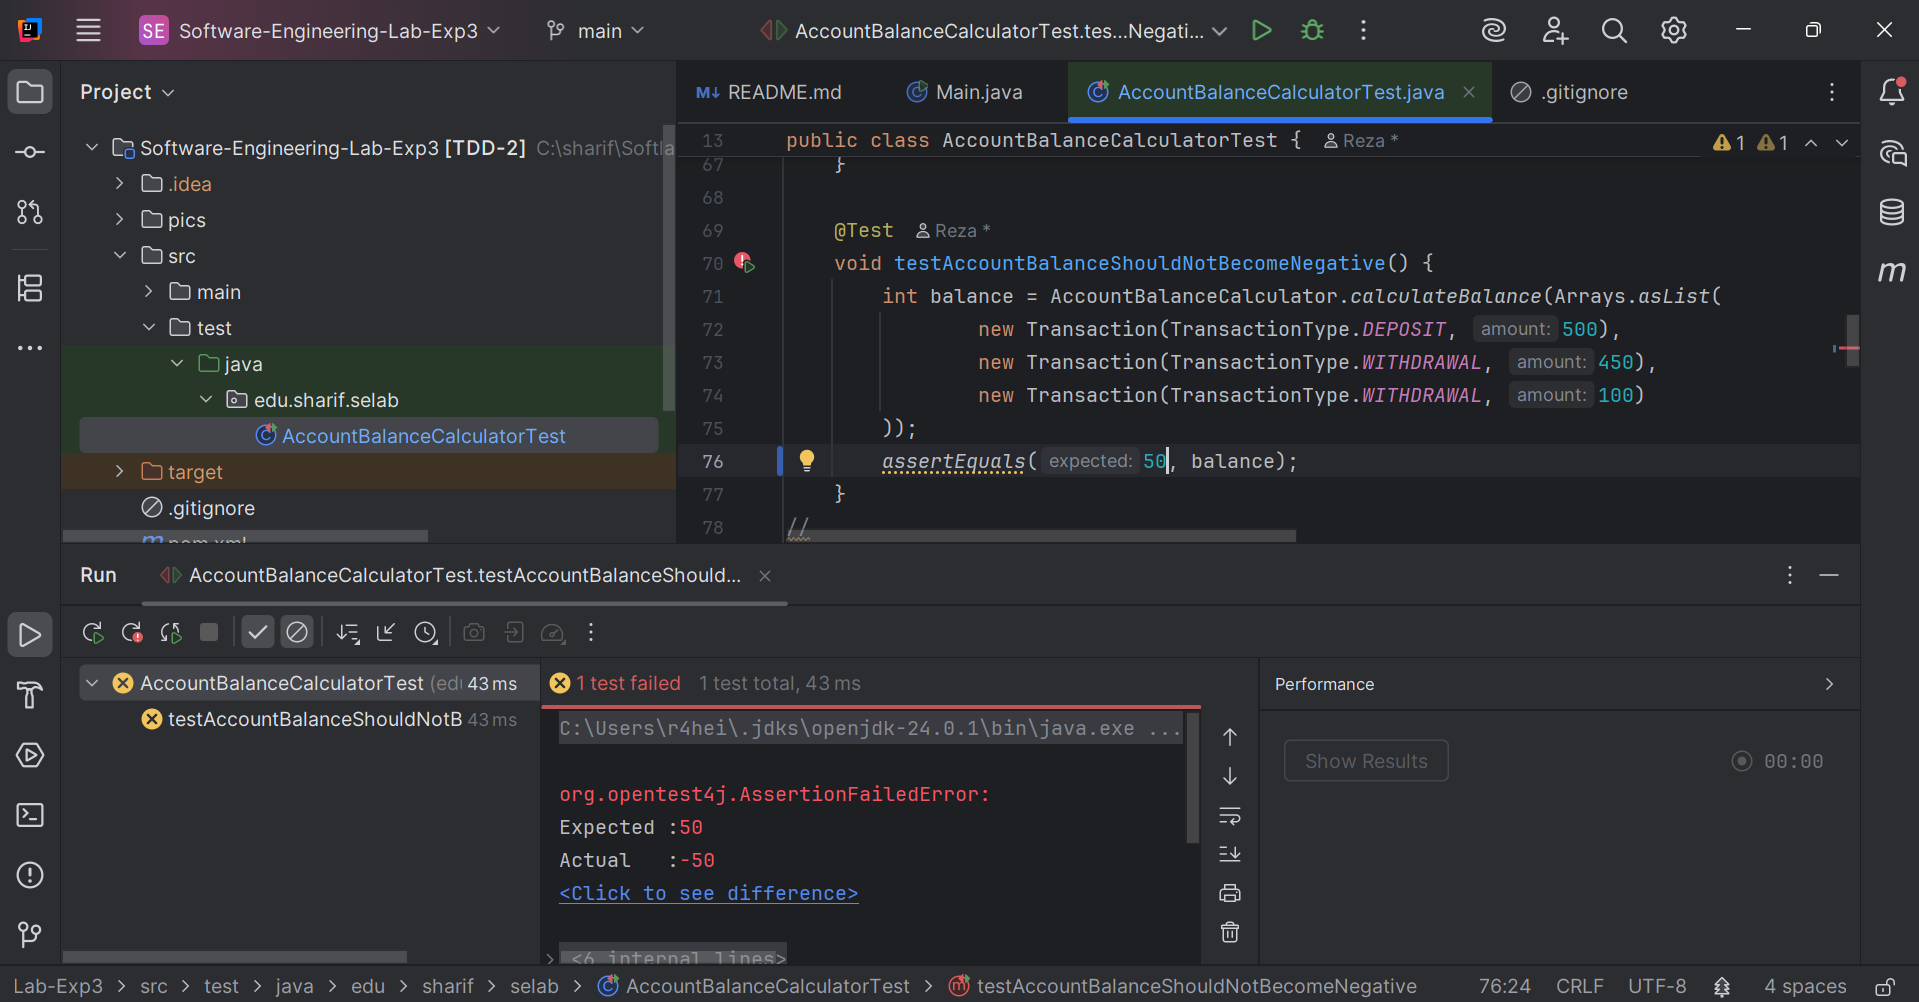 SE Software-Engineering-Lab-Exp3 main AccountBalanceCalculatorTest.tes...Negati...
Project
Software-Engineering-Lab-Exp3 [TDD-2] C:\sharif\Softla
.idea
pics
src
main
test
java
edu.sharif.selab
AccountBalanceCalculatorTest
target
.gitignore
pom.xml
README.md Main.java AccountBalanceCalculatorTest.java .gitignore
13 public class AccountBalanceCalculatorTest { Reza *
1 1
67 }
68
69 @Test Reza *
70 void testAccountBalanceShouldNotBecomeNegative() {
71 int balance = AccountBalanceCalculator.calculateBalance(Arrays.asList(
72 new Transaction(TransactionType.DEPOSIT, amount: 500),
73 new Transaction(TransactionType.WITHDRAWAL, amount: 450),
74 new Transaction(TransactionType.WITHDRAWAL, amount: 100)
75 ));
76 assertEquals( expected: 50, balance);
77 }
78 //
Run AccountBalanceCalculatorTest.testAccountBalanceShould...
AccountBalanceCalculatorTest (edu 43 ms
testAccountBalanceShouldNotB 43 ms
1 test failed 1 test total, 43 ms
C:\Users\r4hei\.jdks\openjdk-24.0.1\bin\java.exe ...
org.opentest4j.AssertionFailedError:
Expected :50
Actual :-50
<Click to see difference>
<6 internal lines>
Performance
Show Results 00:00
Lab-Exp3 > src > test > java > edu > sharif > selab > AccountBalanceCalculatorTest > testAccountBalanceShouldNotBecomeNegative 76:24 CRLF UTF-8 4 spaces